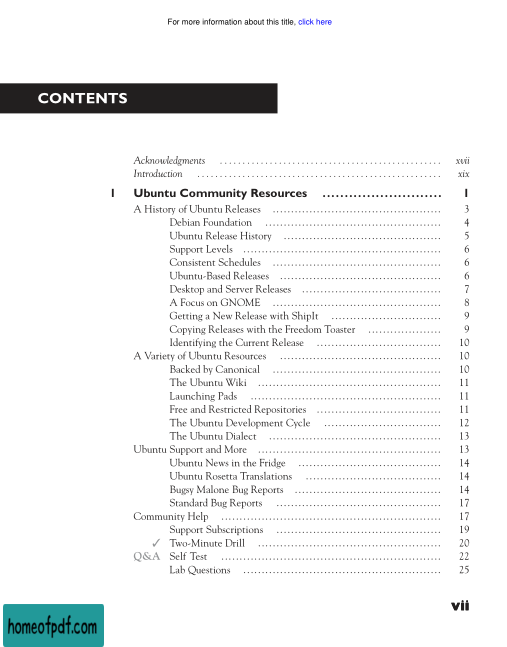 For more information about this title, click here
CONTENTS
Acknowledgments ................................................ xvii
Introduction ..................................................... xix
1 Ubuntu Community Resources ........................... 1
A History of Ubuntu Releases .............................................. 3
Debian Foundation ................................................ 4
Ubuntu Release History ........................................... 5
Support Levels ...................................................... 6
Consistent Schedules .............................................. 6
Ubuntu-Based Releases ............................................ 6
Desktop and Server Releases ...................................... 7
A Focus on GNOME .............................................. 8
Getting a New Release with ShipIt .............................. 9
Copying Releases with the Freedom Toaster .................... 9
Identifying the Current Release .................................. 10
A Variety of Ubuntu Resources ............................................ 10
Backed by Canonical .............................................. 10
The Ubuntu Wiki .................................................. 11
Launching Pads .................................................... 11
Free and Restricted Repositories .................................. 11
The Ubuntu Development Cycle ................................ 12
The Ubuntu Dialect ............................................... 13
Ubuntu Support and More .................................................. 13
Ubuntu News in the Fridge ....................................... 14
Ubuntu Rosetta Translations ..................................... 14
Bugsy Malone Bug Reports ........................................ 14
Standard Bug Reports ............................................. 17
Community Help ............................................................ 17
Support Subscriptions ............................................. 19
✓ Two-Minute Drill .................................................. 20
Q&A Self Test ............................................................ 22
Lab Questions ...................................................... 25
vii
homeofpdf.com